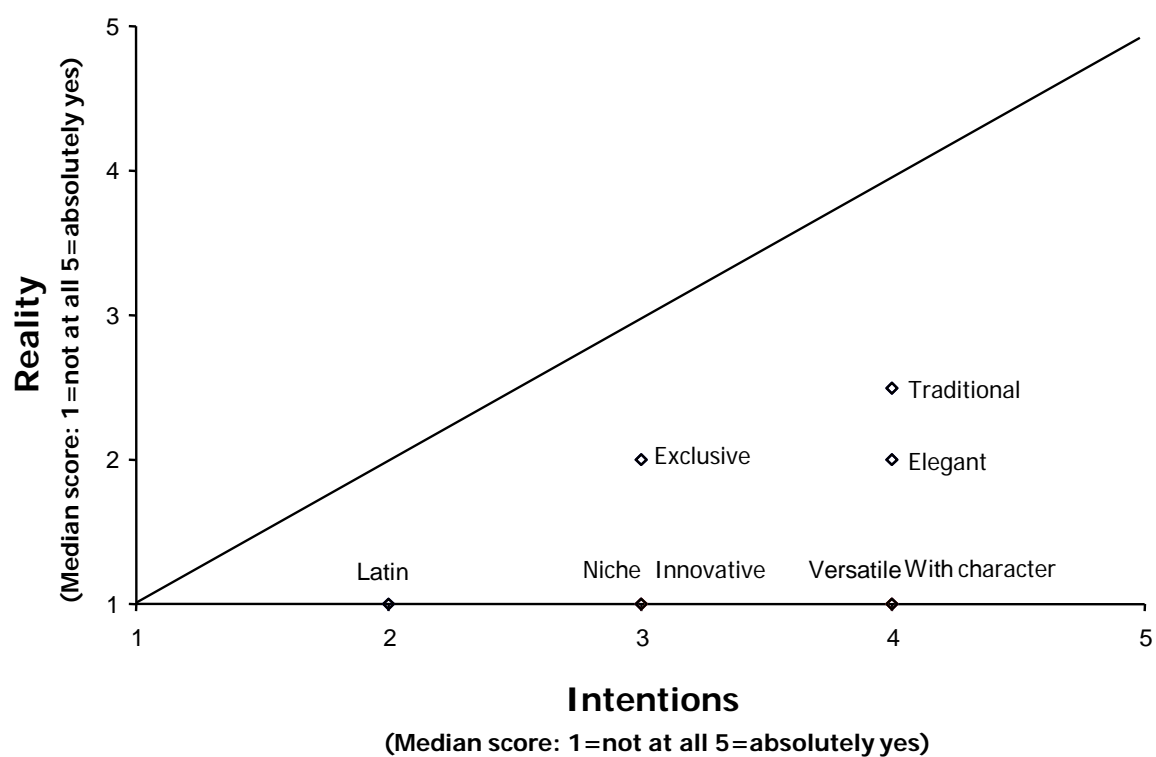 5
4
3
2
1
Reality
(Median score: 1=not at all 5=absolutely yes)
Traditional
Exclusive
Elegant
Latin
Niche Innovative
Versatile With character
1 2 3 4 5
Intentions
(Median score: 1=not at all 5=absolutely yes)